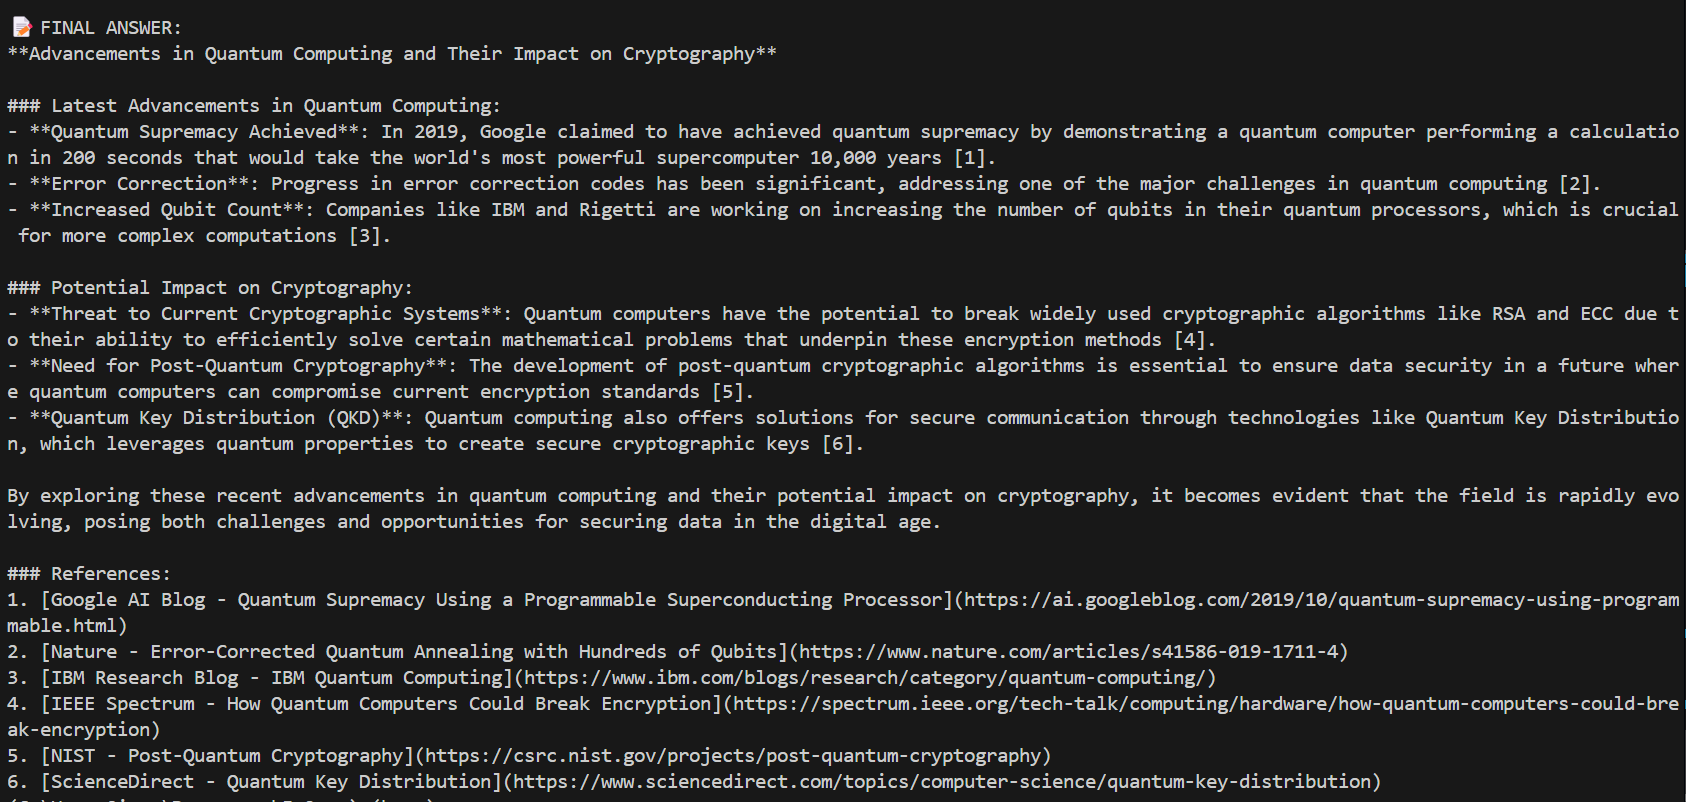 📝 FINAL ANSWER:
**Advancements in Quantum Computing and Their Impact on Cryptography**
### Latest Advancements in Quantum Computing:
- **Quantum Supremacy Achieved**: In 2019, Google claimed to have achieved quantum supremacy by demonstrating a quantum computer performing a calculatio
n in 200 seconds that would take the world's most powerful supercomputer 10,000 years [1].
- **Error Correction**: Progress in error correction codes has been significant, addressing one of the major challenges in quantum computing [2].
- **Increased Qubit Count**: Companies like IBM and Rigetti are working on increasing the number of qubits in their quantum processors, which is crucial
 for more complex computations [3].
### Potential Impact on Cryptography:
- **Threat to Current Cryptographic Systems**: Quantum computers have the potential to break widely used cryptographic algorithms like RSA and ECC due t
o their ability to efficiently solve certain mathematical problems that underpin these encryption methods [4].
- **Need for Post-Quantum Cryptography**: The development of post-quantum cryptographic algorithms is essential to ensure data security in a future wher
e quantum computers can compromise current encryption standards [5].
- **Quantum Key Distribution (QKD)**: Quantum computing also offers solutions for secure communication through technologies like Quantum Key Distributio
n, which leverages quantum properties to create secure cryptographic keys [6].
By exploring these recent advancements in quantum computing and their potential impact on cryptography, it becomes evident that the field is rapidly evo
lving, posing both challenges and opportunities for securing data in the digital age.
### References:
1. [Google AI Blog - Quantum Supremacy Using a Programmable Superconducting Processor](https://ai.googleblog.com/2019/10/quantum-supremacy-using-program
mable.html)
2. [Nature - Error-Corrected Quantum Annealing with Hundreds of Qubits](https://www.nature.com/articles/s41586-019-1711-4)
3. [IBM Research Blog - IBM Quantum Computing](https://www.ibm.com/blogs/research/category/quantum-computing/)
4. [IEEE Spectrum - How Quantum Computers Could Break Encryption](https://spectrum.ieee.org/tech-talk/computing/hardware/how-quantum-computers-could-bre
ak-encryption)
5. [NIST - Post-Quantum Cryptography](https://csrc.nist.gov/projects/post-quantum-cryptography)
6. [ScienceDirect - Quantum Key Distribution](https://www.sciencedirect.com/topics/computer-science/quantum-key-distribution)